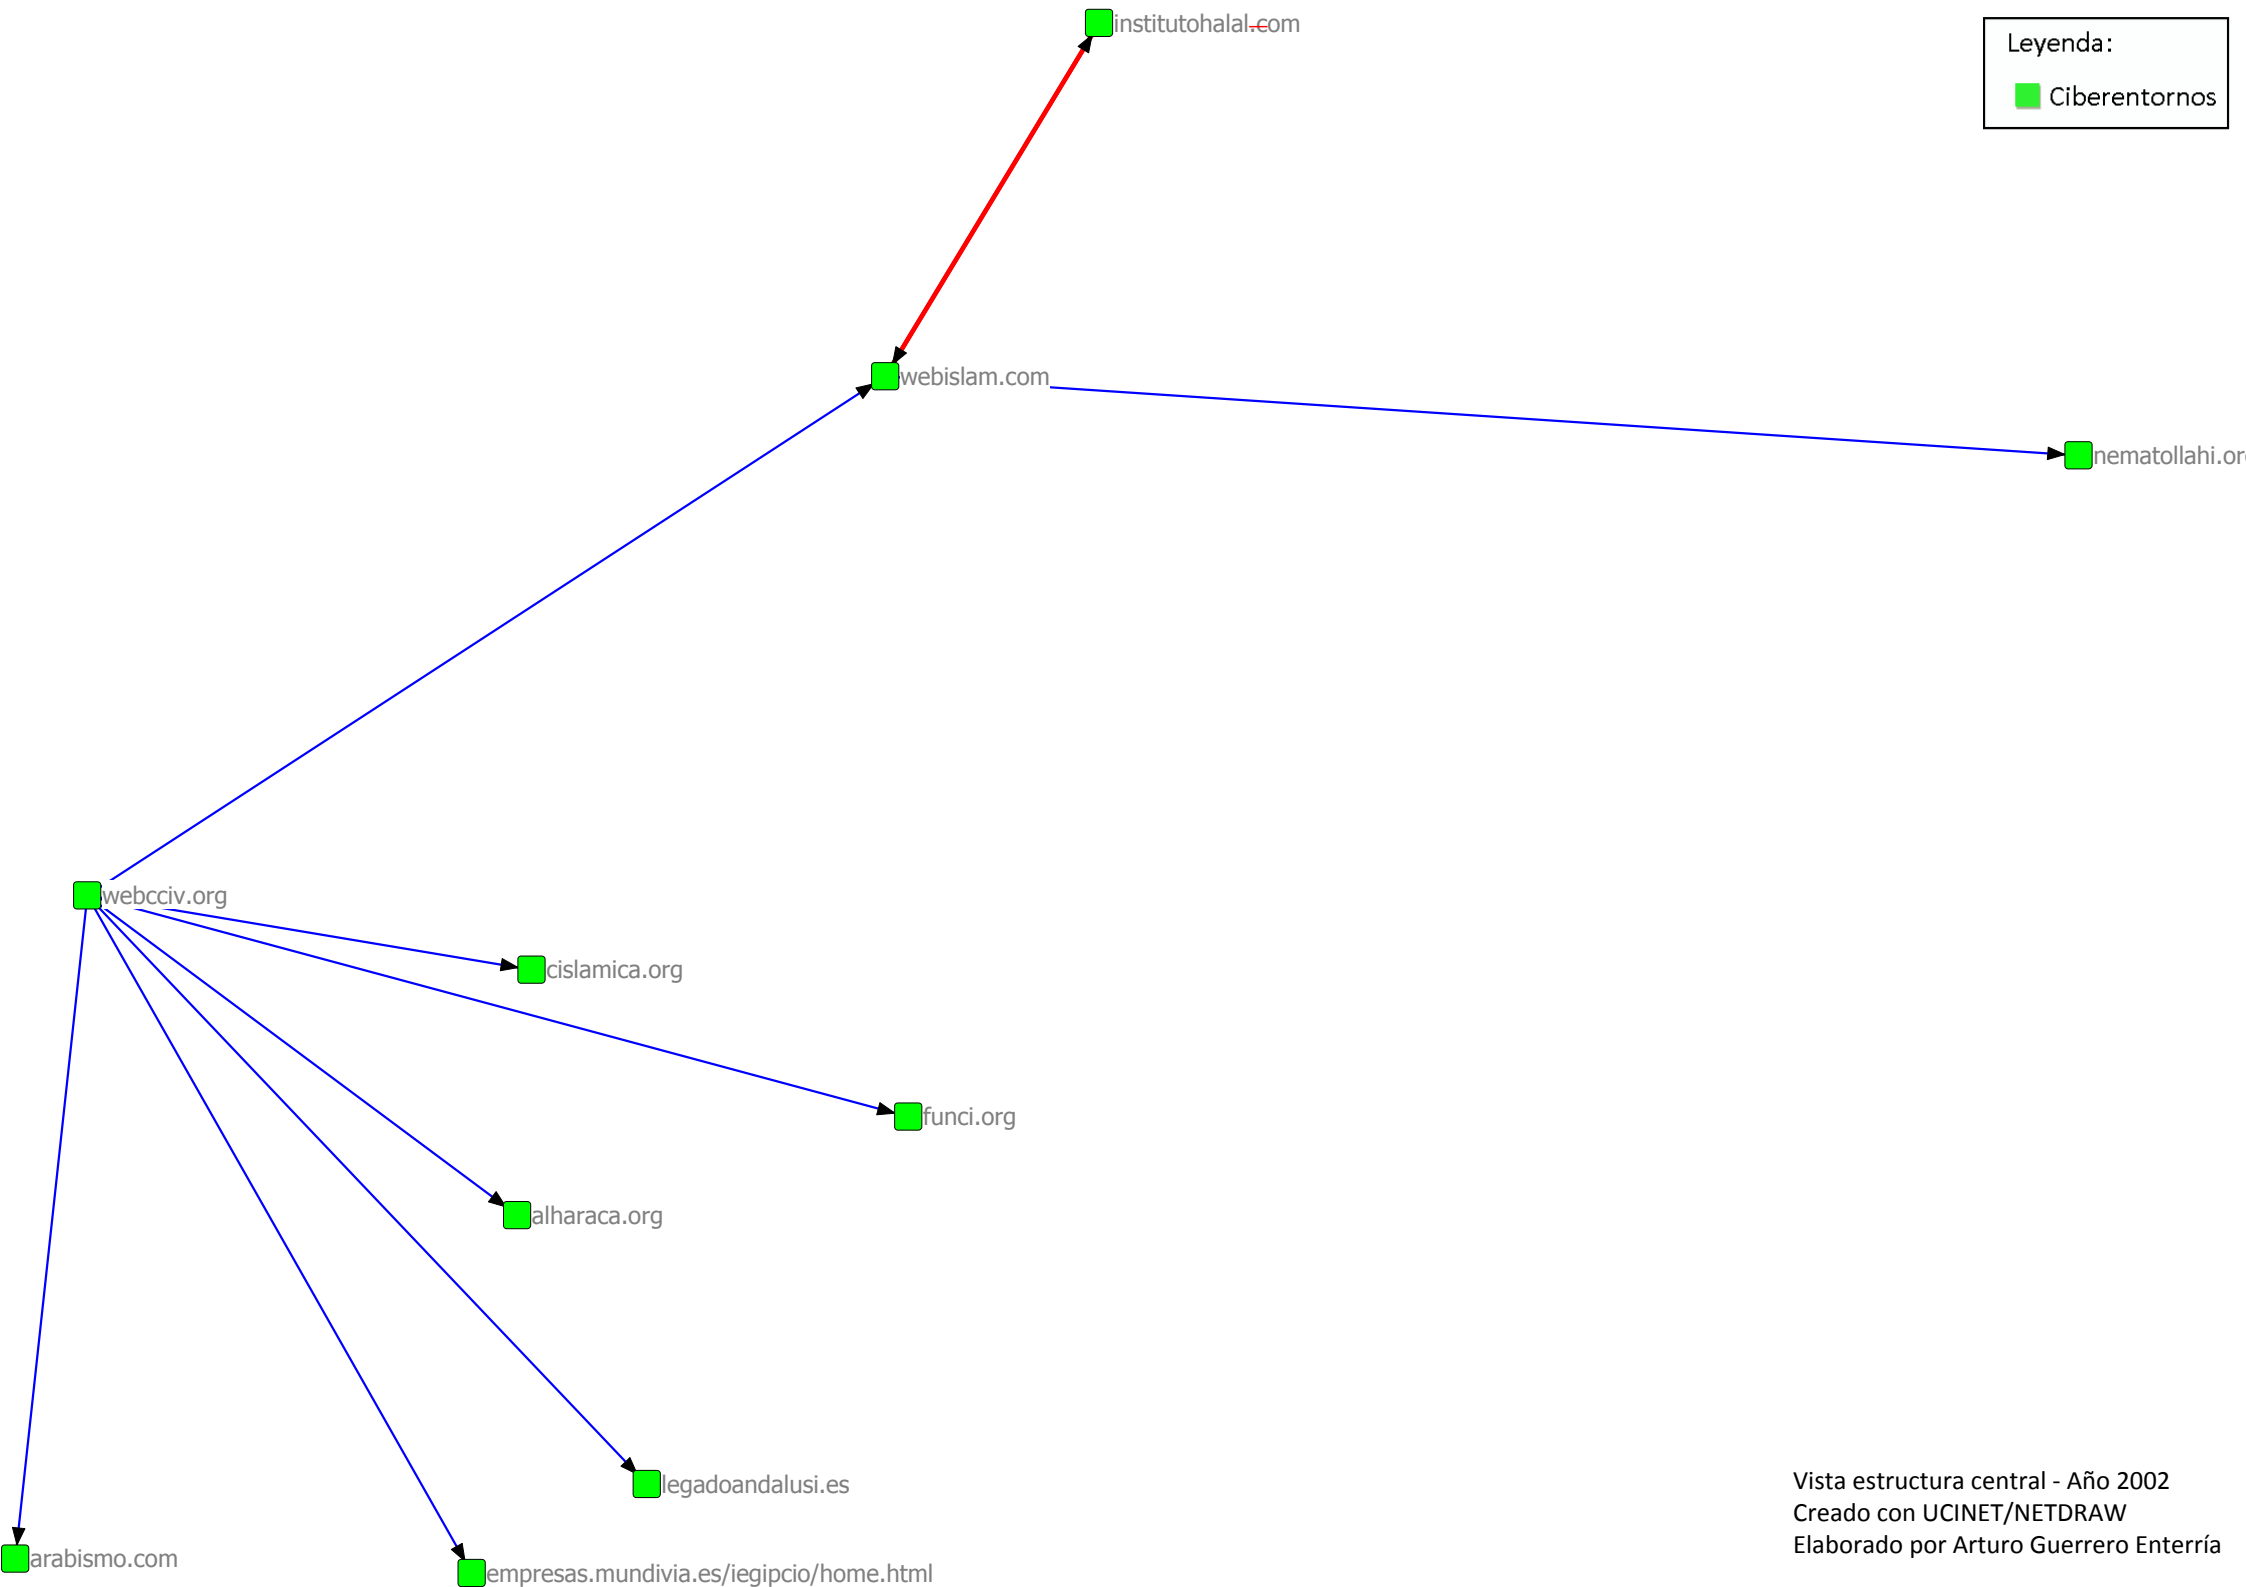 institutohalal.com
Leyenda:
Ciberentornos
webislam.com
nematollahi.or
webcciv.org
cislamica.org
funci.org
alharaca.org
legadoandalusi.es
arabismo.com
empresas.mundivia.es/iegipcio/home.html
Vista estructura central - Año 2002
Creado con UCINET/NETDRAW
Elaborado por Arturo Guerrero Enterría